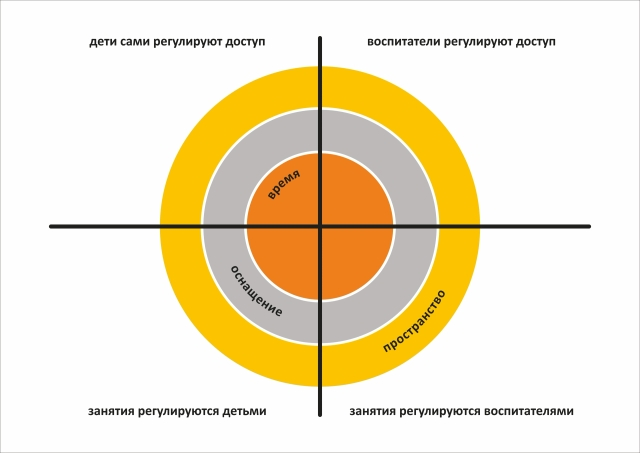 дети сами регулируют доступ
воспитатели регулируют доступ
время
оснащение
пространство
занятия регулируются детьми
занятия регулируются воспитателями